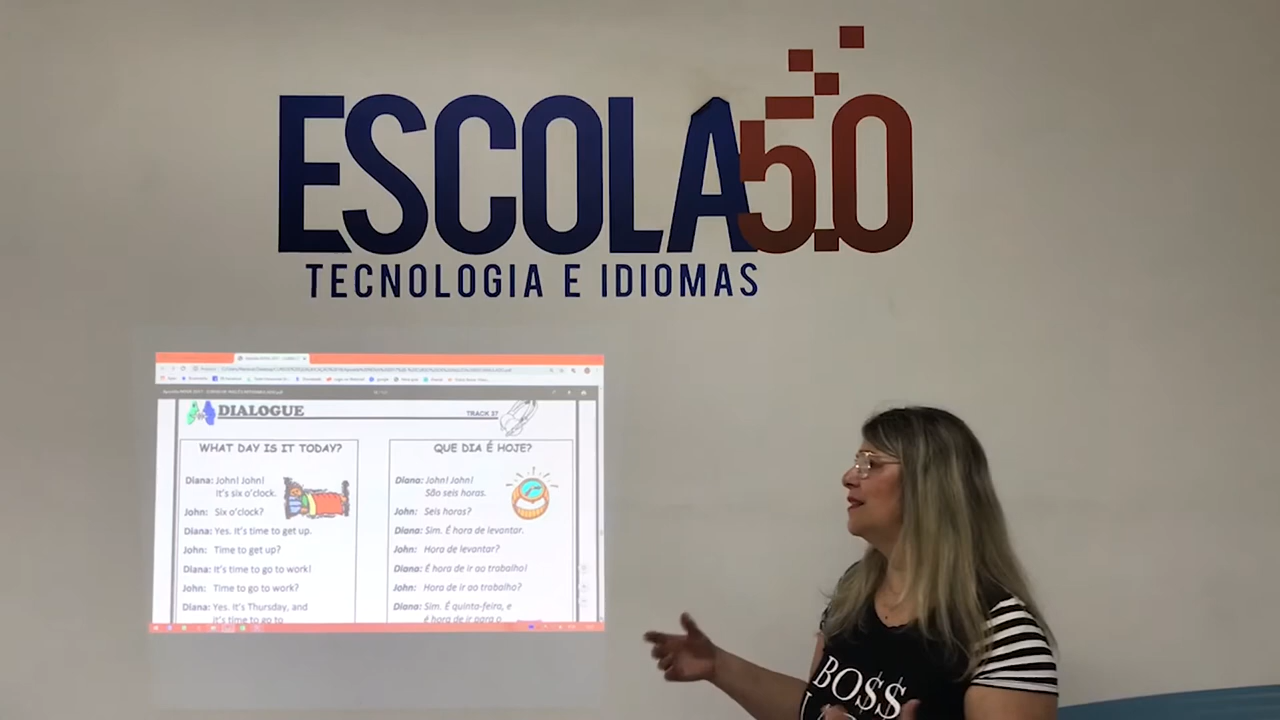 ESCOLA 5.0
TECNOLOGIA E IDIOMAS
DIALOGUE
TRACK 37
WHAT DAY IS IT TODAY?
Diana: John! John!
It's six o'clock.
John: Six o'clock?
Diana: Yes. It's time to get up.
John: Time to get up?
Diana: It's time to go to work!
John: Time to go to work?
Diana: Yes. It's Thursday, and
it's time to go to
QUE DIA É HOJE?
Diana: John! John!
São seis horas.
John: Seis horas?
Diana: Sim. É hora de levantar.
John: Hora de levantar?
Diana: É hora de ir ao trabalho!
John: Hora de ir ao trabalho?
Diana: Sim. É quinta-feira, e
é hora de ir para o
BO$$